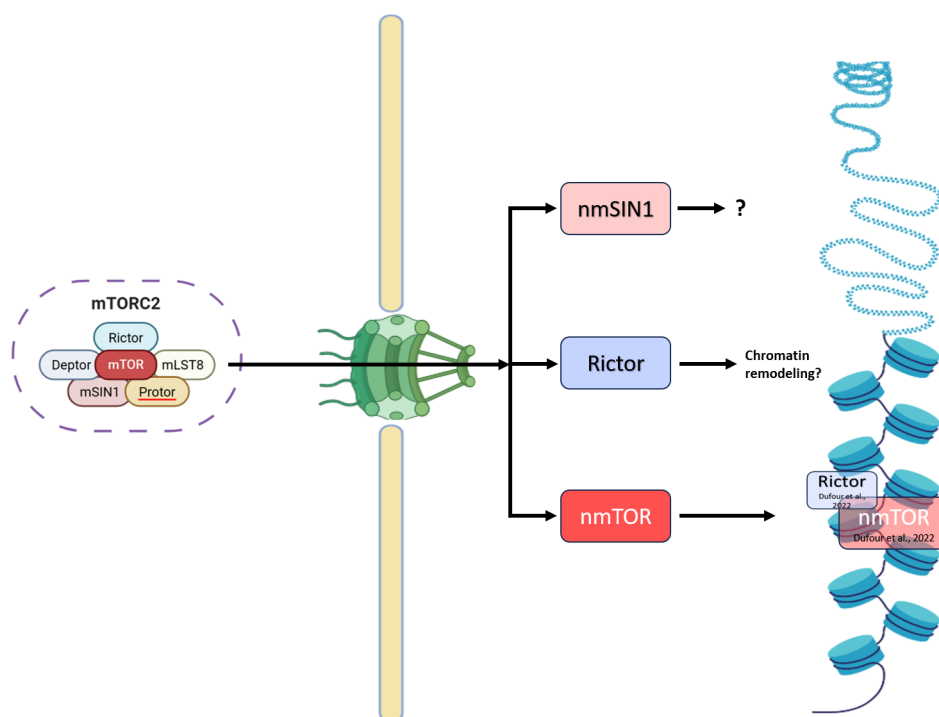 mTORC2
Rictor
Deptor
mTOR
mLST8
mSIN1
Protor
nmSIN1
?
Rictor
Chromatin
remodeling?
nmTOR
Rictor
Dufour et al.,
2022
nmTOR
Dufour et al., 2022